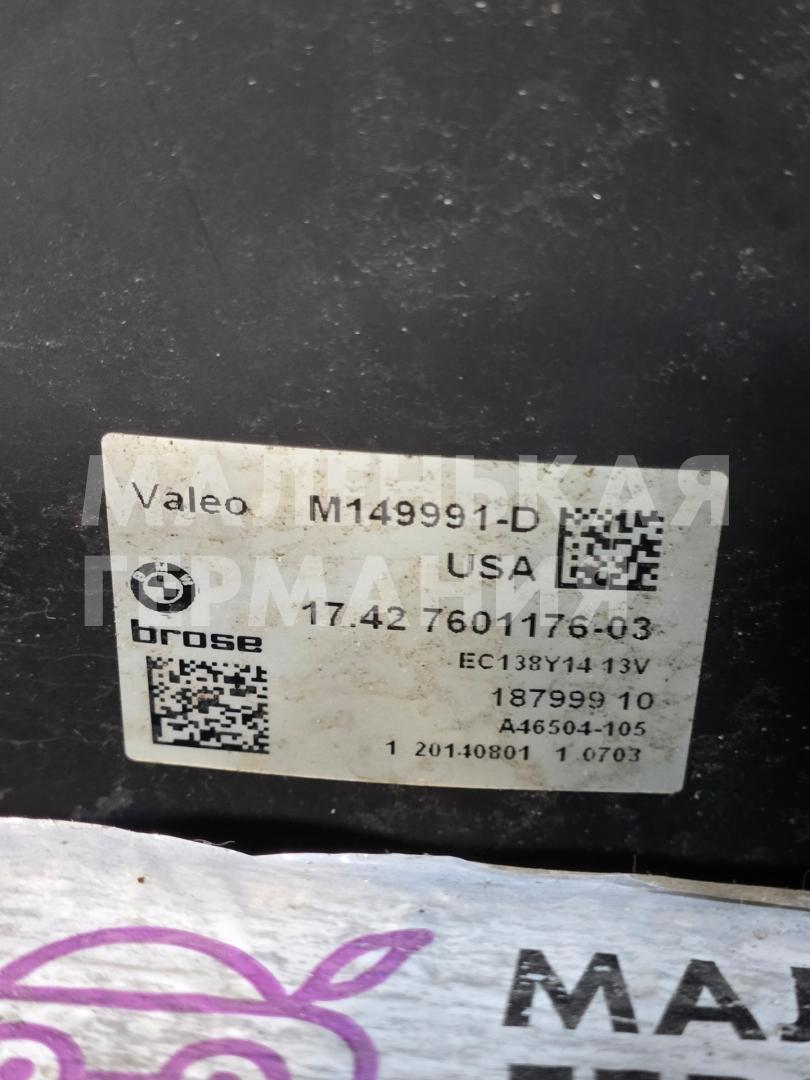 МАЛЕНЬКАЯ
ГЕРМАНИЯ
Valeo M149991-D
USA
BMW
17.42 7601176-03
brose
EC138Y14 13V
187999 10
A46504-105
1 20140801 1 0703